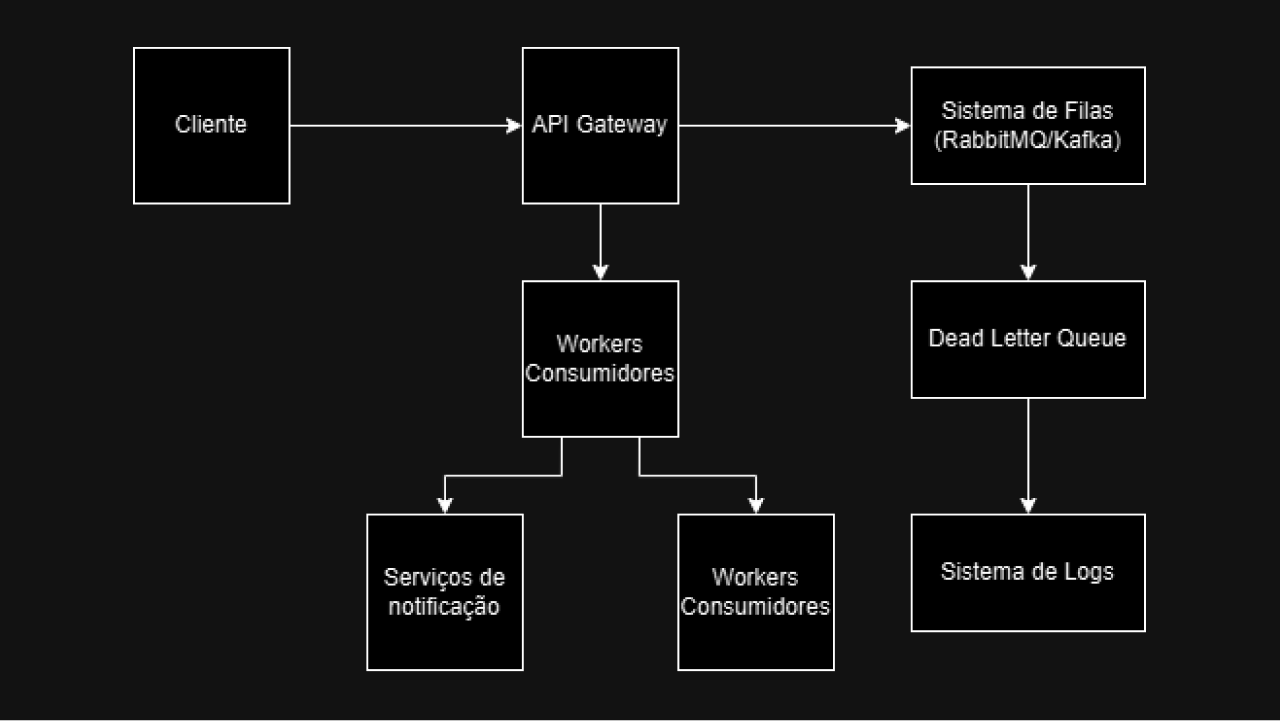 Cliente
API Gateway
Sistema de Filas
(RabbitMQ/Kafka)
Workers
Consumidores
Dead Letter Queue
Serviços de
notificação
Workers
Consumidores
Sistema de Logs